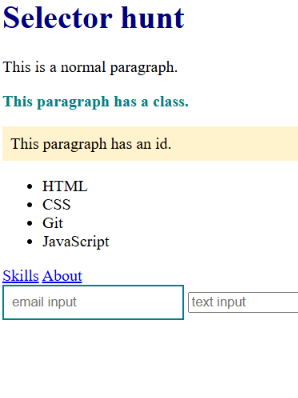 Selector hunt
This is a normal paragraph.
This paragraph has a class.
This paragraph has an id.
HTML
CSS
Git
JavaScript
Skills About
email input text input